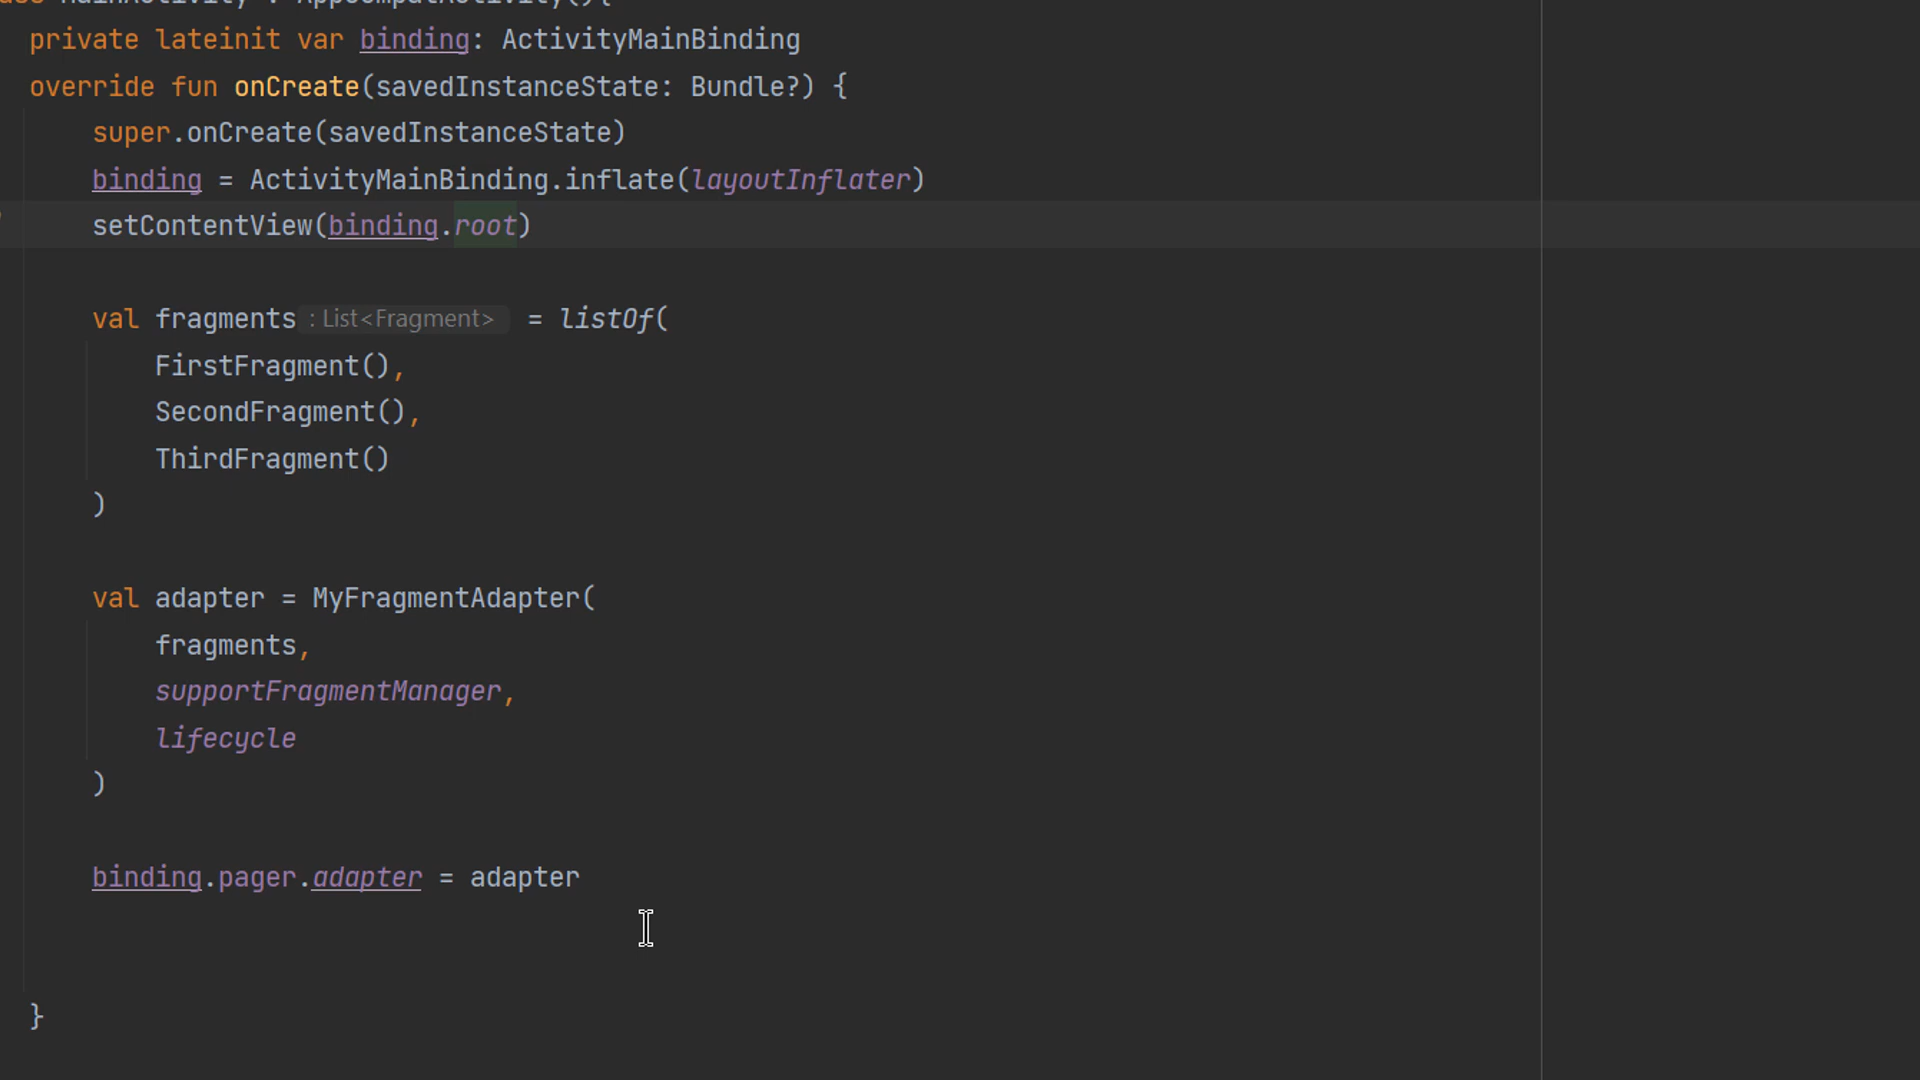 MainActivity : AppCompatActivity(){
private lateinit var binding: ActivityMainBinding
override fun onCreate(savedInstanceState: Bundle?) {
super.onCreate(savedInstanceState)
binding = ActivityMainBinding.inflate(layoutInflater)
setContentView(binding.root)
val fragments : List<Fragment> = listOf(
FirstFragment(),
SecondFragment(),
ThirdFragment()
)
val adapter = MyFragmentAdapter(
fragments,
supportFragmentManager,
lifecycle
)
binding.pager.adapter = adapter
}